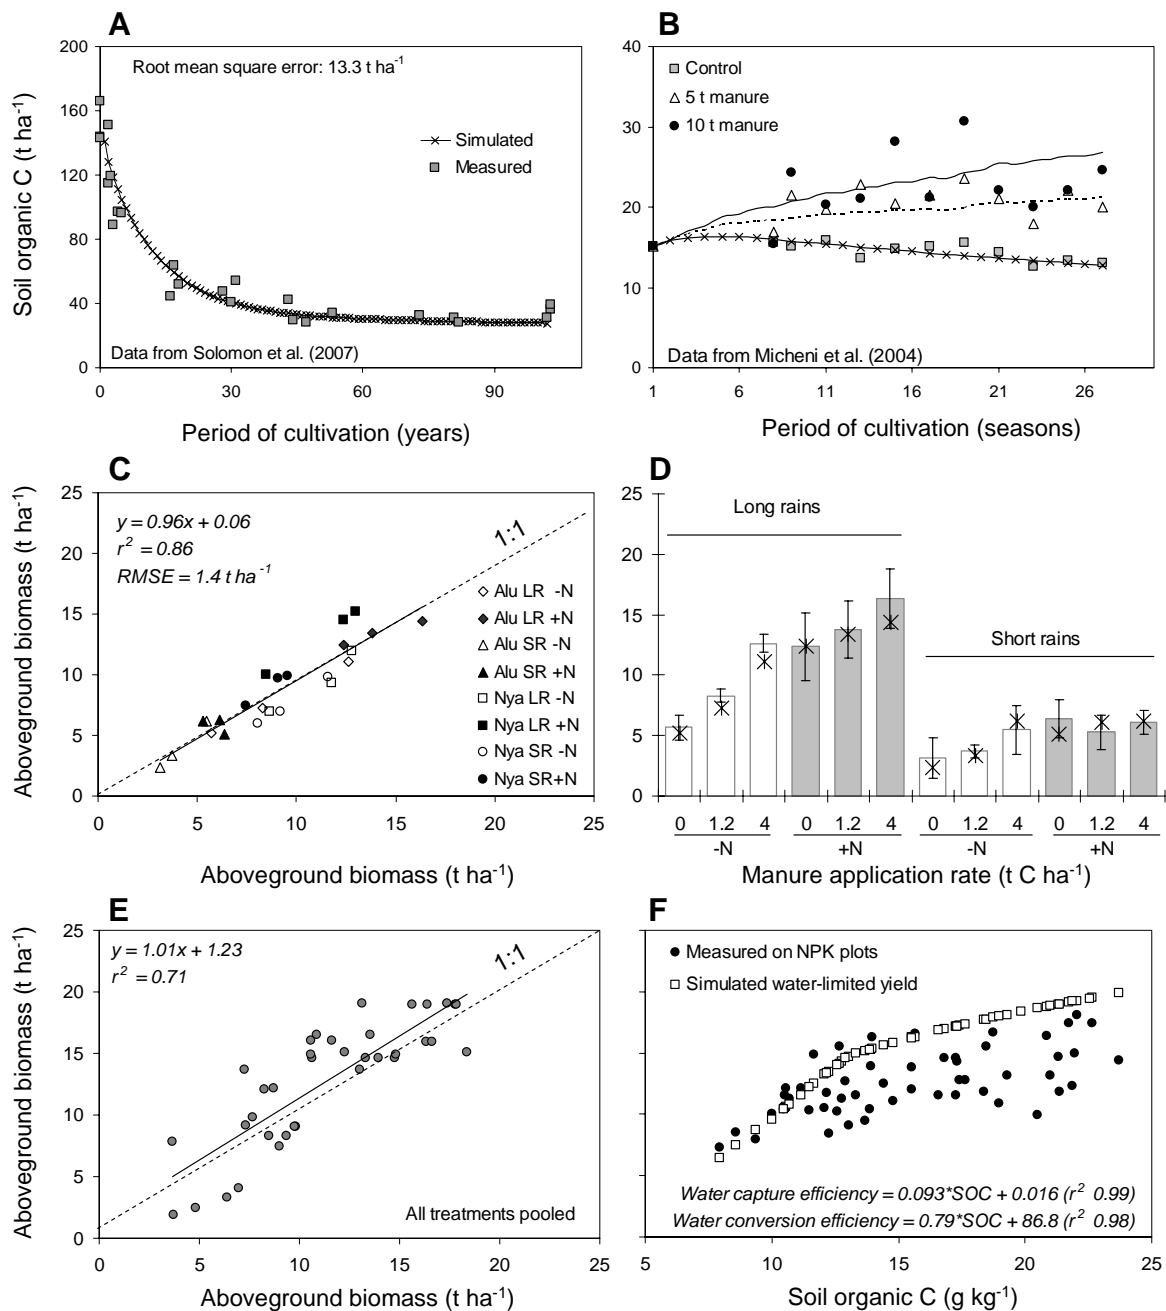 A
Soil organic C (t ha-1)
200
160
120
80
40
0
Root mean square error: 13.3 t ha-1
Simulated
Measured
Data from Solomon et al. (2007)
0 30 60 90
Period of cultivation (years)
B
40
30
20
10
0
Control
5 t manure
10 t manure
Data from Micheni et al. (2004)
1 6 11 16 21 26
Period of cultivation (seasons)
C
Aboveground biomass (t ha-1)
25
20
15
10
5
0
y = 0.96x + 0.06
r2 = 0.86
RMSE = 1.4 t ha-1
1:1
Alu LR -N
Alu LR +N
Alu SR -N
Alu SR +N
Nya LR -N
Nya LR +N
Nya SR -N
Nya SR+N
0 5 10 15 20 25
Aboveground biomass (t ha-1)
D
25
20
15
10
5
0
Long rains
Short rains
0 1.2 4 0 1.2 4 0 1.2 4 0 1.2 4
-N +N -N +N
Manure application rate (t C ha-1)
E
Aboveground biomass (t ha-1)
25
20
15
10
5
0
y = 1.01x + 1.23
r2 = 0.71
1:1
All treatments pooled
0 5 10 15 20 25
Aboveground biomass (t ha-1)
F
Measured on NPK plots
Simulated water-limited yield
Water capture efficiency = 0.093*SOC + 0.016 (r2 0.99)
Water conversion efficiency = 0.79*SOC + 86.8 (r2 0.98)
5 10 15 20 25
Soil organic C (g kg-1)